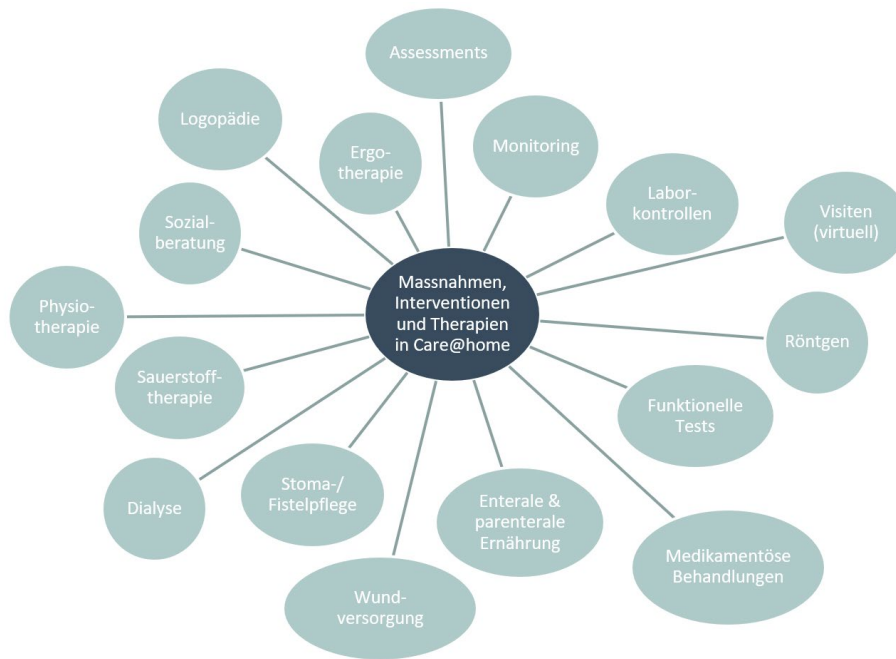 Assessments
Logopädie
Ergo-
therapie
Monitoring
Labor-
kontrollen
Visiten
(virtuell)
Sozial-
beratung
Massnahmen,
Interventionen
und Therapien
in Care@home
Physio-
therapie
Röntgen
Sauerstoff-
therapie
Funktionelle
Tests
Dialyse
Stoma-/
Fistelpflege
Enterale &
parenterale
Ernährung
Medikamentöse
Behandlungen
Wund-
versorgung